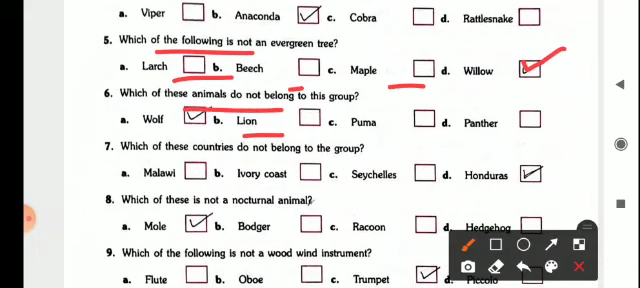 a. Viper b. Anaconda c. Cobra d. Rattlesnake
5. Which of the following is not an evergreen tree?
a. Larch b. Beech c. Maple d. Willow
6. Which of these animals do not belong to this group?
a. Wolf b. Lion c. Puma d. Panther
7. Which of these countries do not belong to the group?
a. Malawi b. Ivory coast c. Seychelles d. Honduras
8. Which of these is not a nocturnal animal?
a. Mole b. Bodger c. Racoon d. Hedgehog
9. Which of the following is not a wood wind instrument?
a. Flute b. Oboe c. Trumpet d. Piccolo